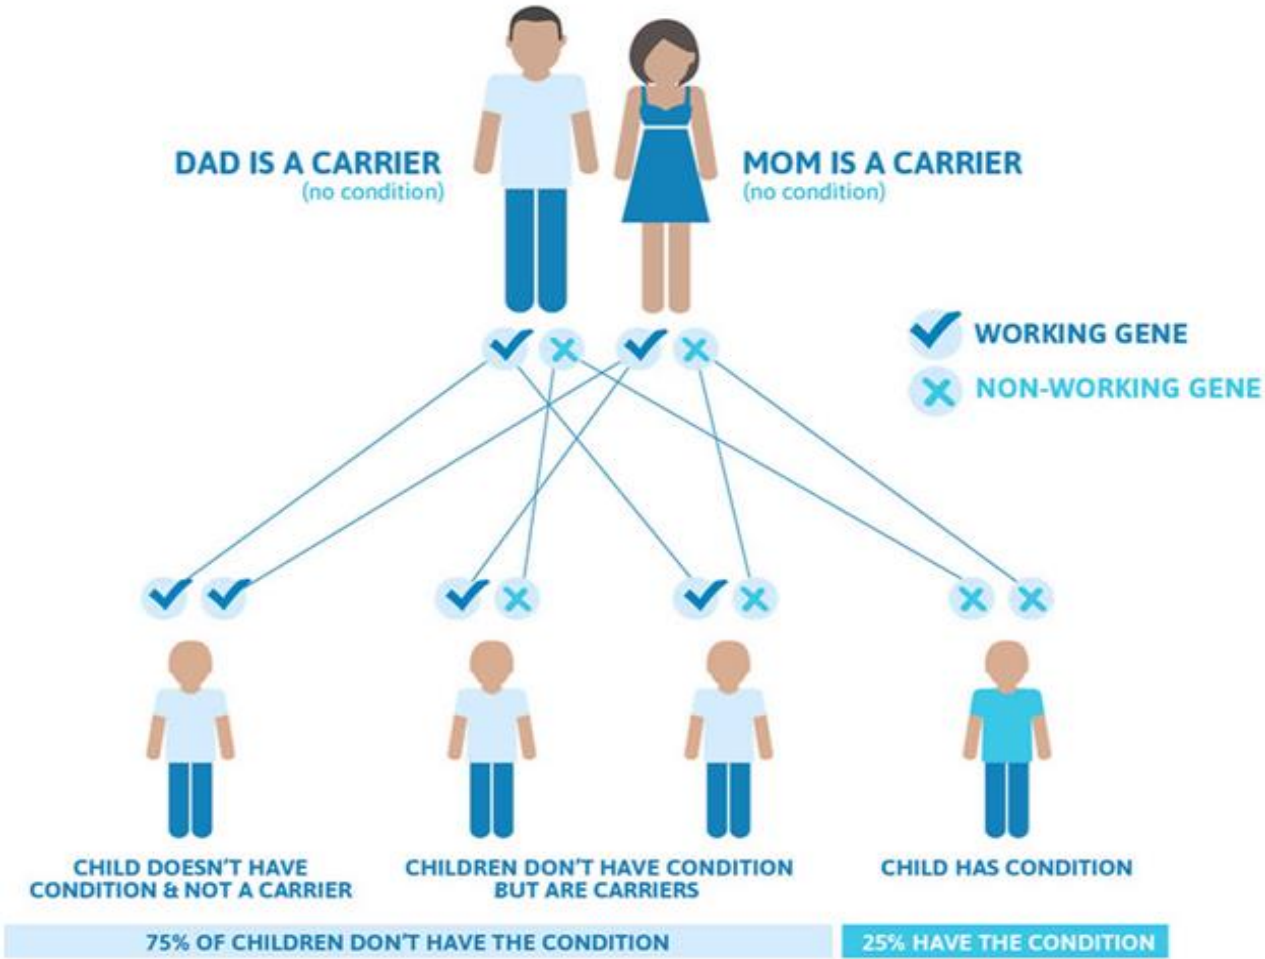 DAD IS A CARRIER
(no condition)
MOM IS A CARRIER
(no condition)
WORKING GENE
NON-WORKING GENE
CHILD DOESN'T HAVE
CONDITION & NOT A CARRIER
CHILDREN DON'T HAVE CONDITION
BUT ARE CARRIERS
CHILD HAS CONDITION
75% OF CHILDREN DON'T HAVE THE CONDITION
25% HAVE THE CONDITION